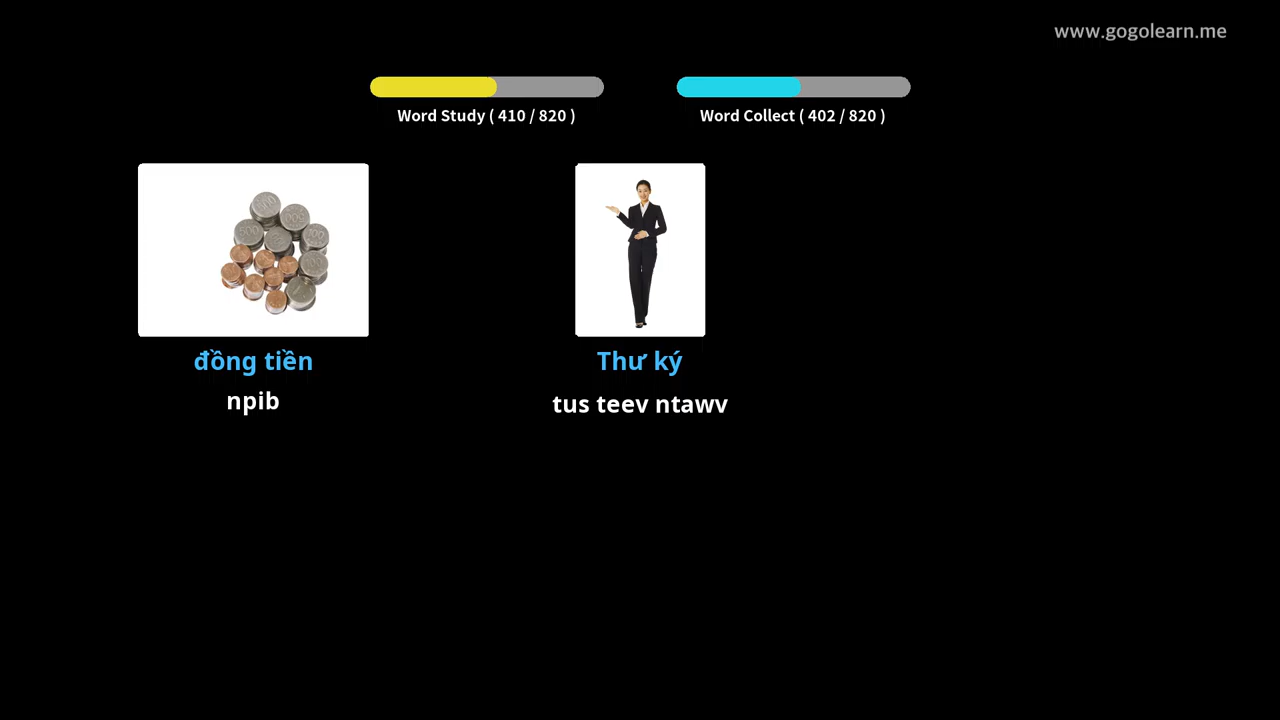 www.gogolearn.me
Word Study ( 410 / 820 )
Word Collect ( 402 / 820 )
đồng tiền
npib
Thư ký
tus teev ntawv